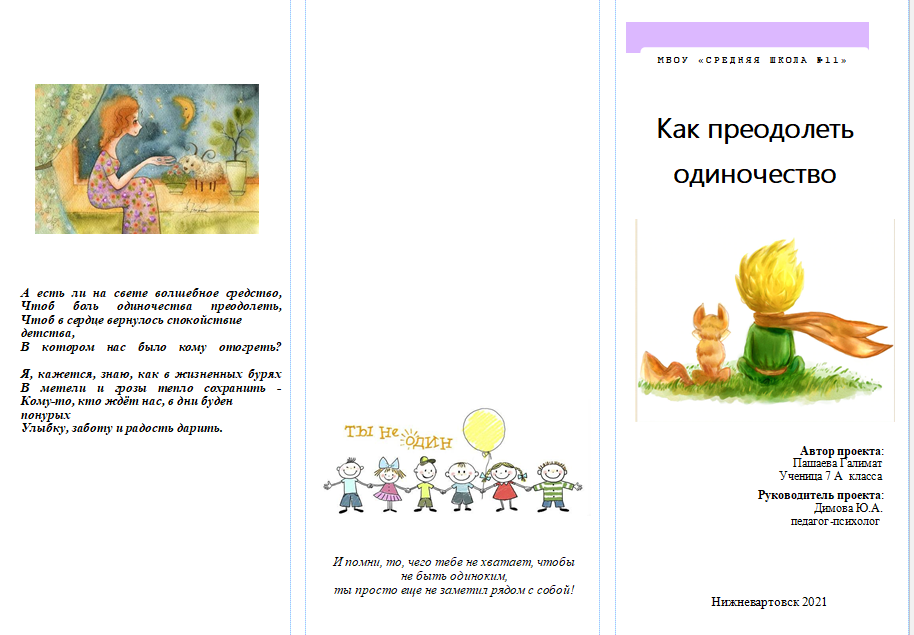 А есть ли на свете волшебное средство,
Чтоб боль одиночества преодолеть,
Чтоб в сердце вернулось спокойствие
детства,
В котором нас было кому отогреть?
Я, кажется, знаю, как в жизненных бурях
В метели и грозы тепло сохранить -
Кому-то, кто ждёт нас, в дни буден
понурых
Улыбку, заботу и радость дарить.
ТЫ НЕ ОДИН
И помни, то, чего тебе не хватает, чтобы
не быть одиноким,
ты просто еще не заметил рядом с собой!
МБОУ «СРЕДНЯЯ ШКОЛА №11»
Как преодолеть
одиночество
Автор проекта:
Пашаева Галимат
Ученица 7 А класса
Руководитель проекта:
Димова Ю.А.
педагог-психолог
Нижневартовск 2021